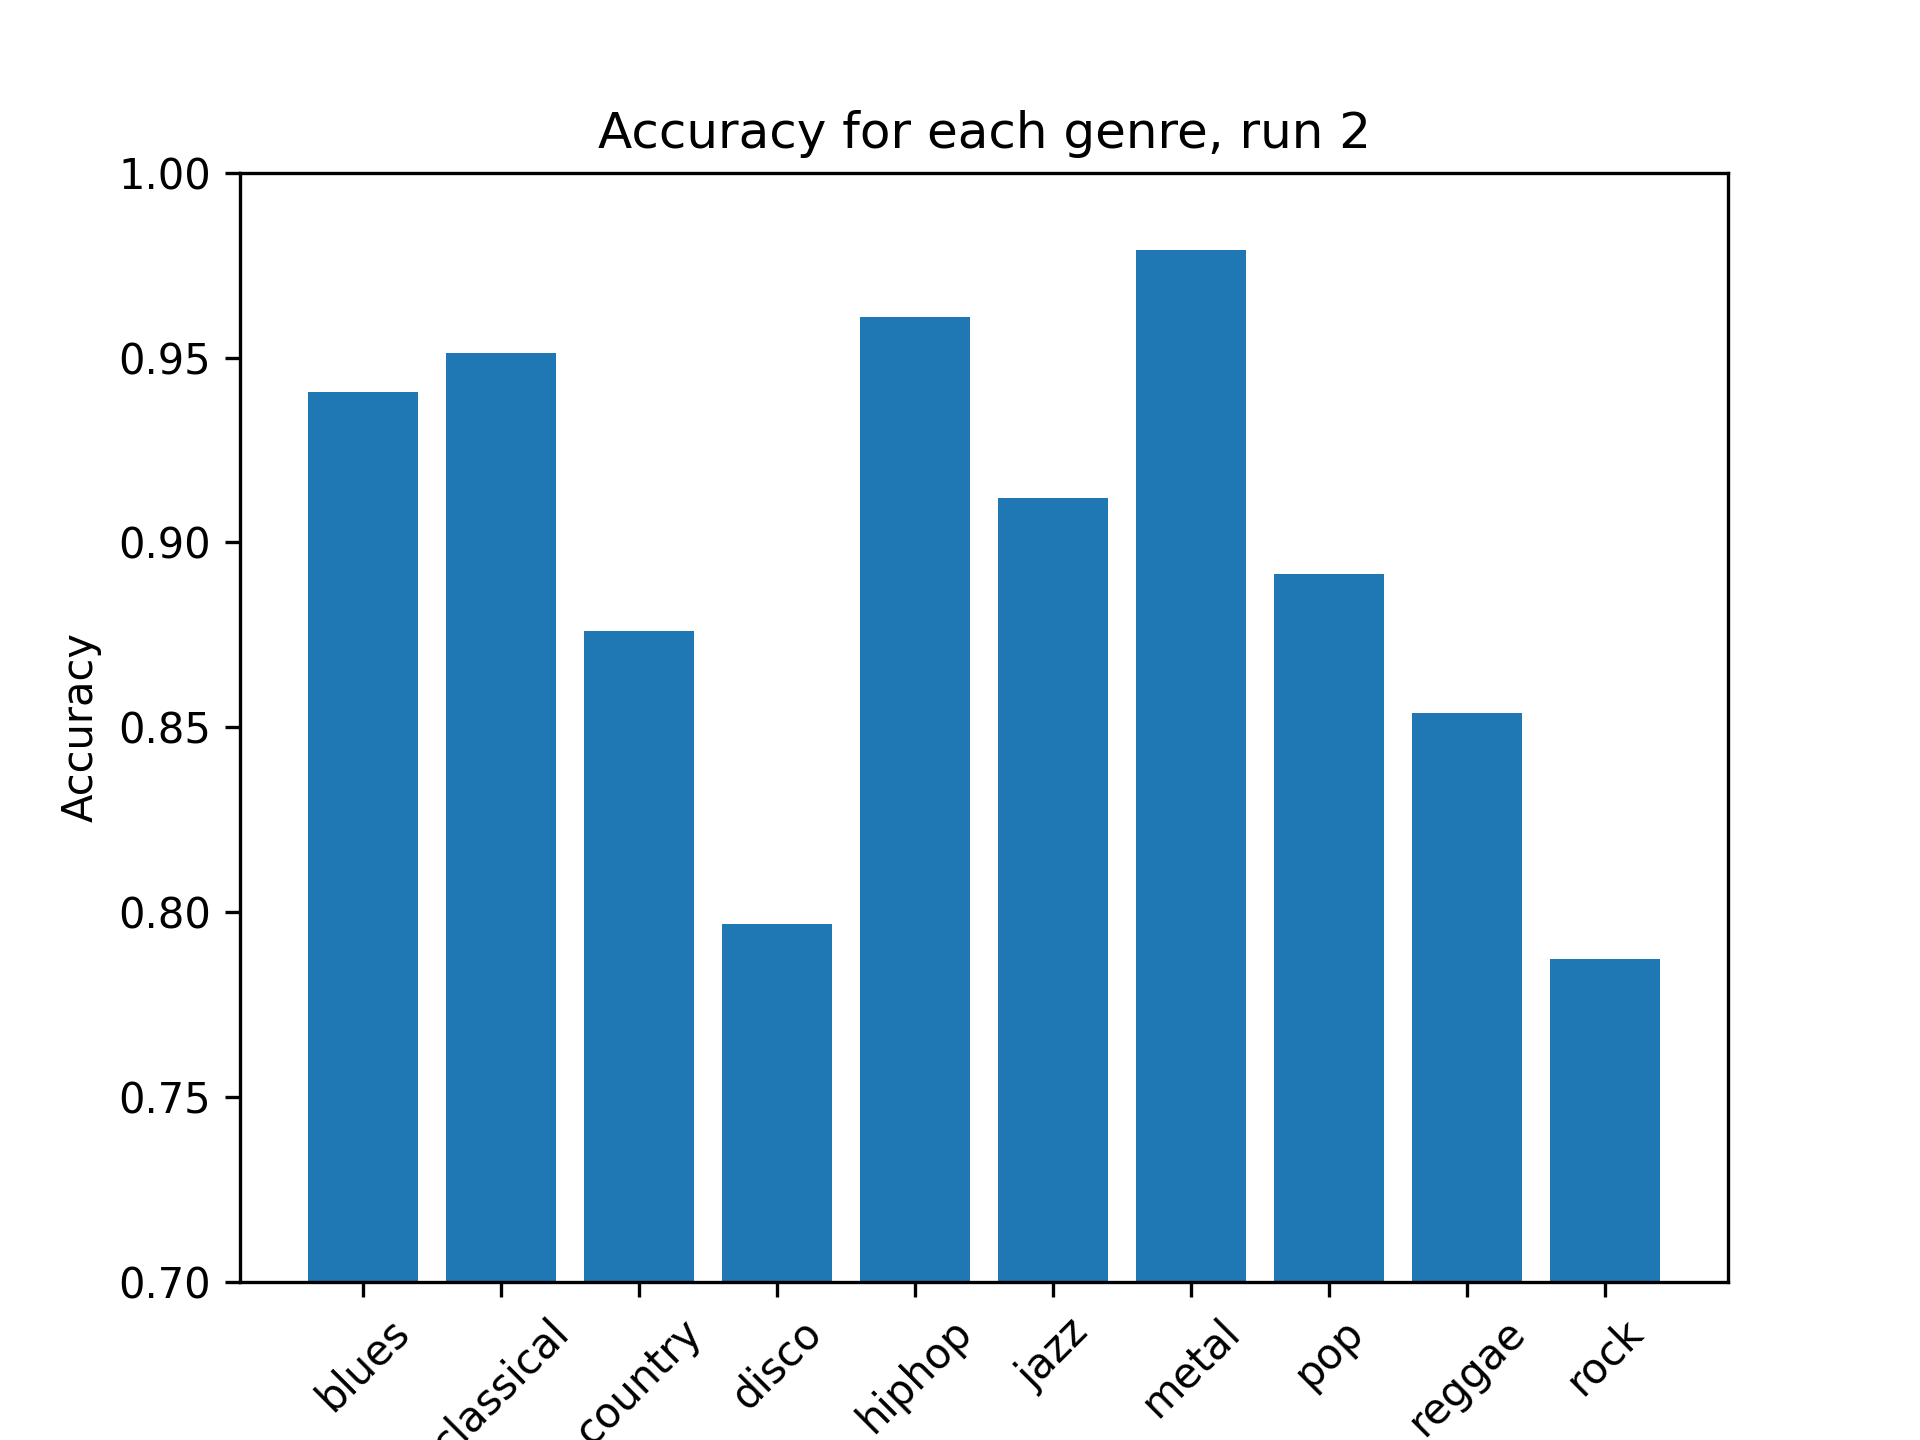 Accuracy for each genre, run 2
Accuracy
1.00
0.95
0.90
0.85
0.80
0.75
0.70
blues
classical
country
disco
hiphop
jazz
metal
pop
reggae
rock